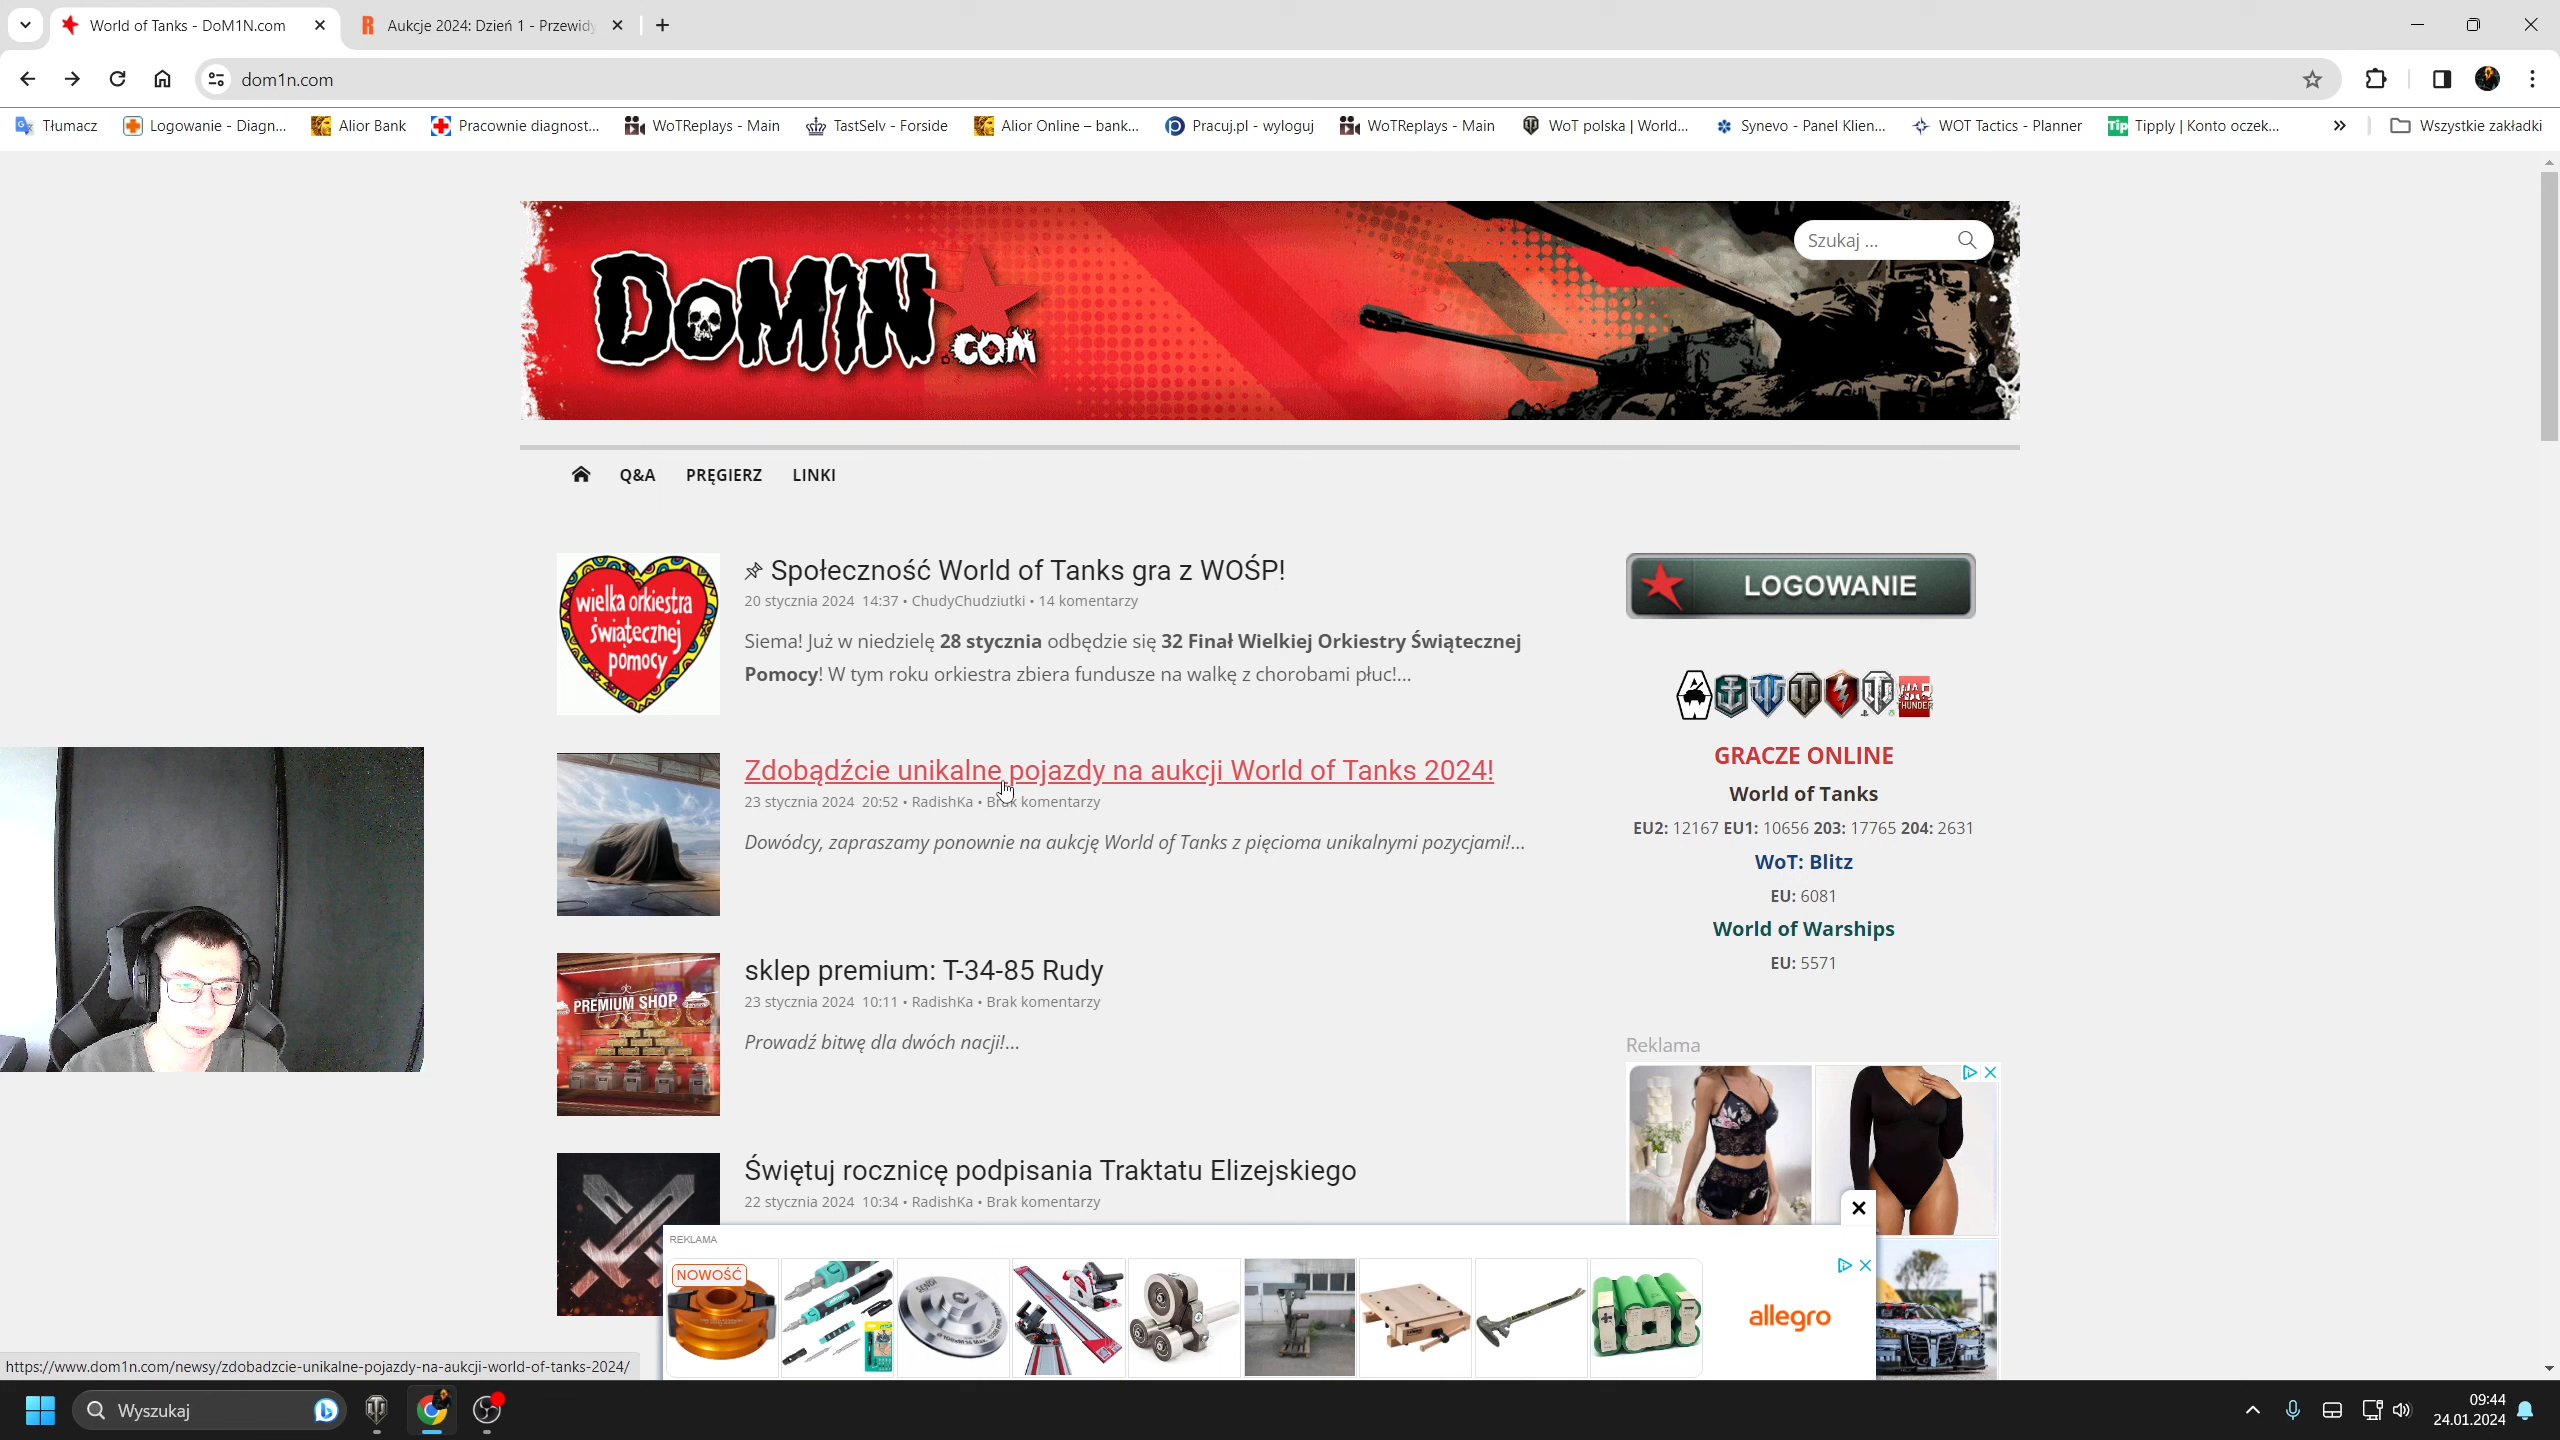 World of Tanks - DoM1N.com
Aukcje 2024: Dzień 1 - Przewidy
dom1n.com
Tłumacz
Logowanie - Diagn...
Alior Bank
Pracownie diagnost...
WoTReplays - Main
TastSelv - Forside
Alior Online – bank...
Pracuj.pl - wyloguj
WoTReplays - Main
WoT polska | World...
Synevo - Panel Klien...
WOT Tactics - Planner
Tip
Tipply | Konto oczek...
»
Wszystkie zakładki
DoM1N.com
Szukaj ...
Q&A
PRĘGIERZ
LINKI
wielka orkiestra
świątecznej
pomocy
Społeczność World of Tanks gra z WOŚP!
20 stycznia 2024 14:37 • ChudyChudziutki • 14 komentarzy
Siema! Już w niedzielę 28 stycznia odbędzie się 32 Finał Wielkiej Orkiestry Świątecznej
Pomocy! W tym roku orkiestra zbiera fundusze na walkę z chorobami płuc!...
Zdobądźcie unikalne pojazdy na aukcji World of Tanks 2024!
23 stycznia 2024 20:52 • RadishKa • Brak komentarzy
Dowódcy, zapraszamy ponownie na aukcję World of Tanks z pięcioma unikalnymi pozycjami!...
PREMIUM SHOP
sklep premium: T-34-85 Rudy
23 stycznia 2024 10:11 • RadishKa • Brak komentarzy
Prowadź bitwę dla dwóch nacji!...
Świętuj rocznicę podpisania Traktatu Elizejskiego
22 stycznia 2024 10:34 • RadishKa • Brak komentarzy
LOGOWANIE
WAR
THUNDER
GRACZE ONLINE
World of Tanks
EU2: 12167 EU1: 10656 203: 17765 204: 2631
WoT: Blitz
EU: 6081
World of Warships
EU: 5571
Reklama
REKLAMA
NOWOŚĆ
allegro
https://www.dom1n.com/newsy/zdobadzcie-unikalne-pojazdy-na-aukcji-world-of-tanks-2024/
Wyszukaj
09:44
24.01.2024